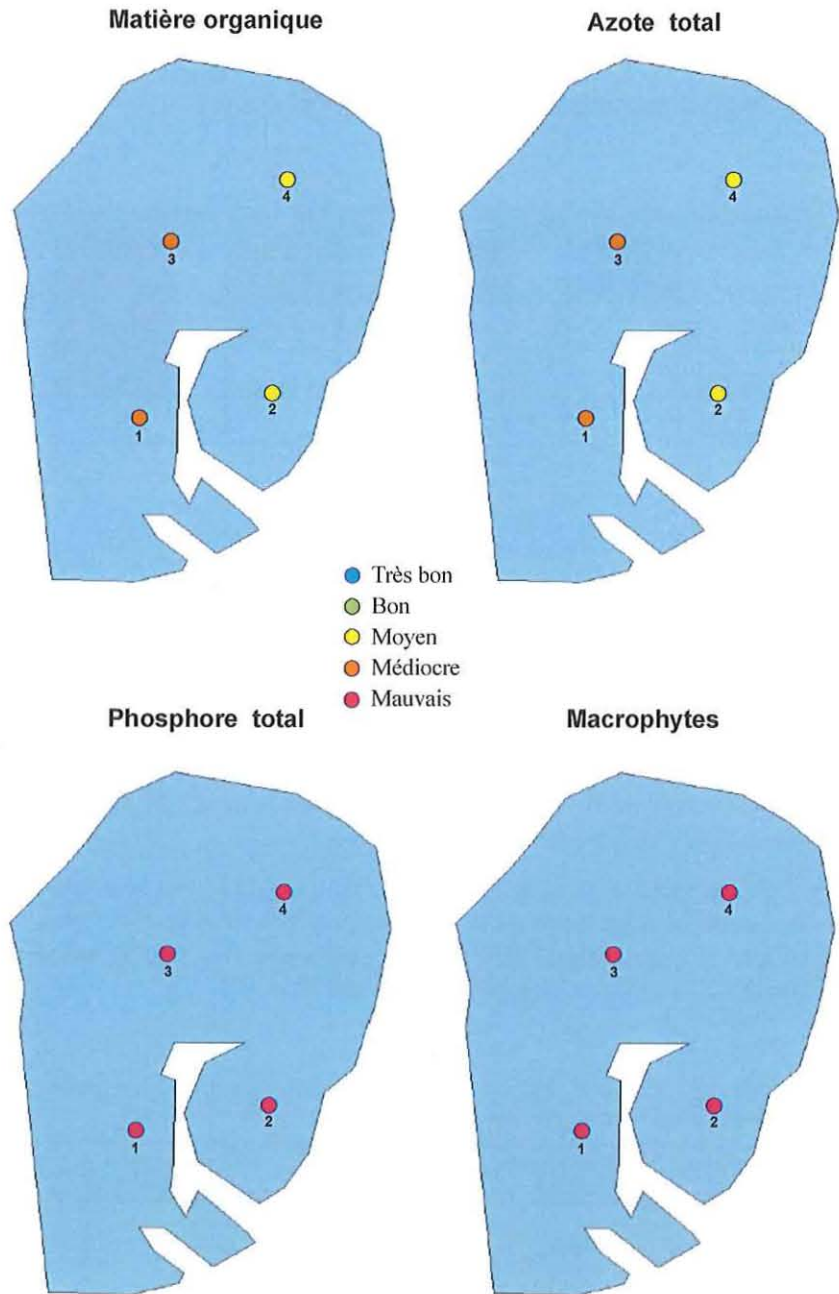 Matière organique
Azote total
4
3
2
1
4
3
2
1
Très bon
Bon
Moyen
Médiocre
Mauvais
Phosphore total
Macrophytes
4
3
2
1
4
3
2
1